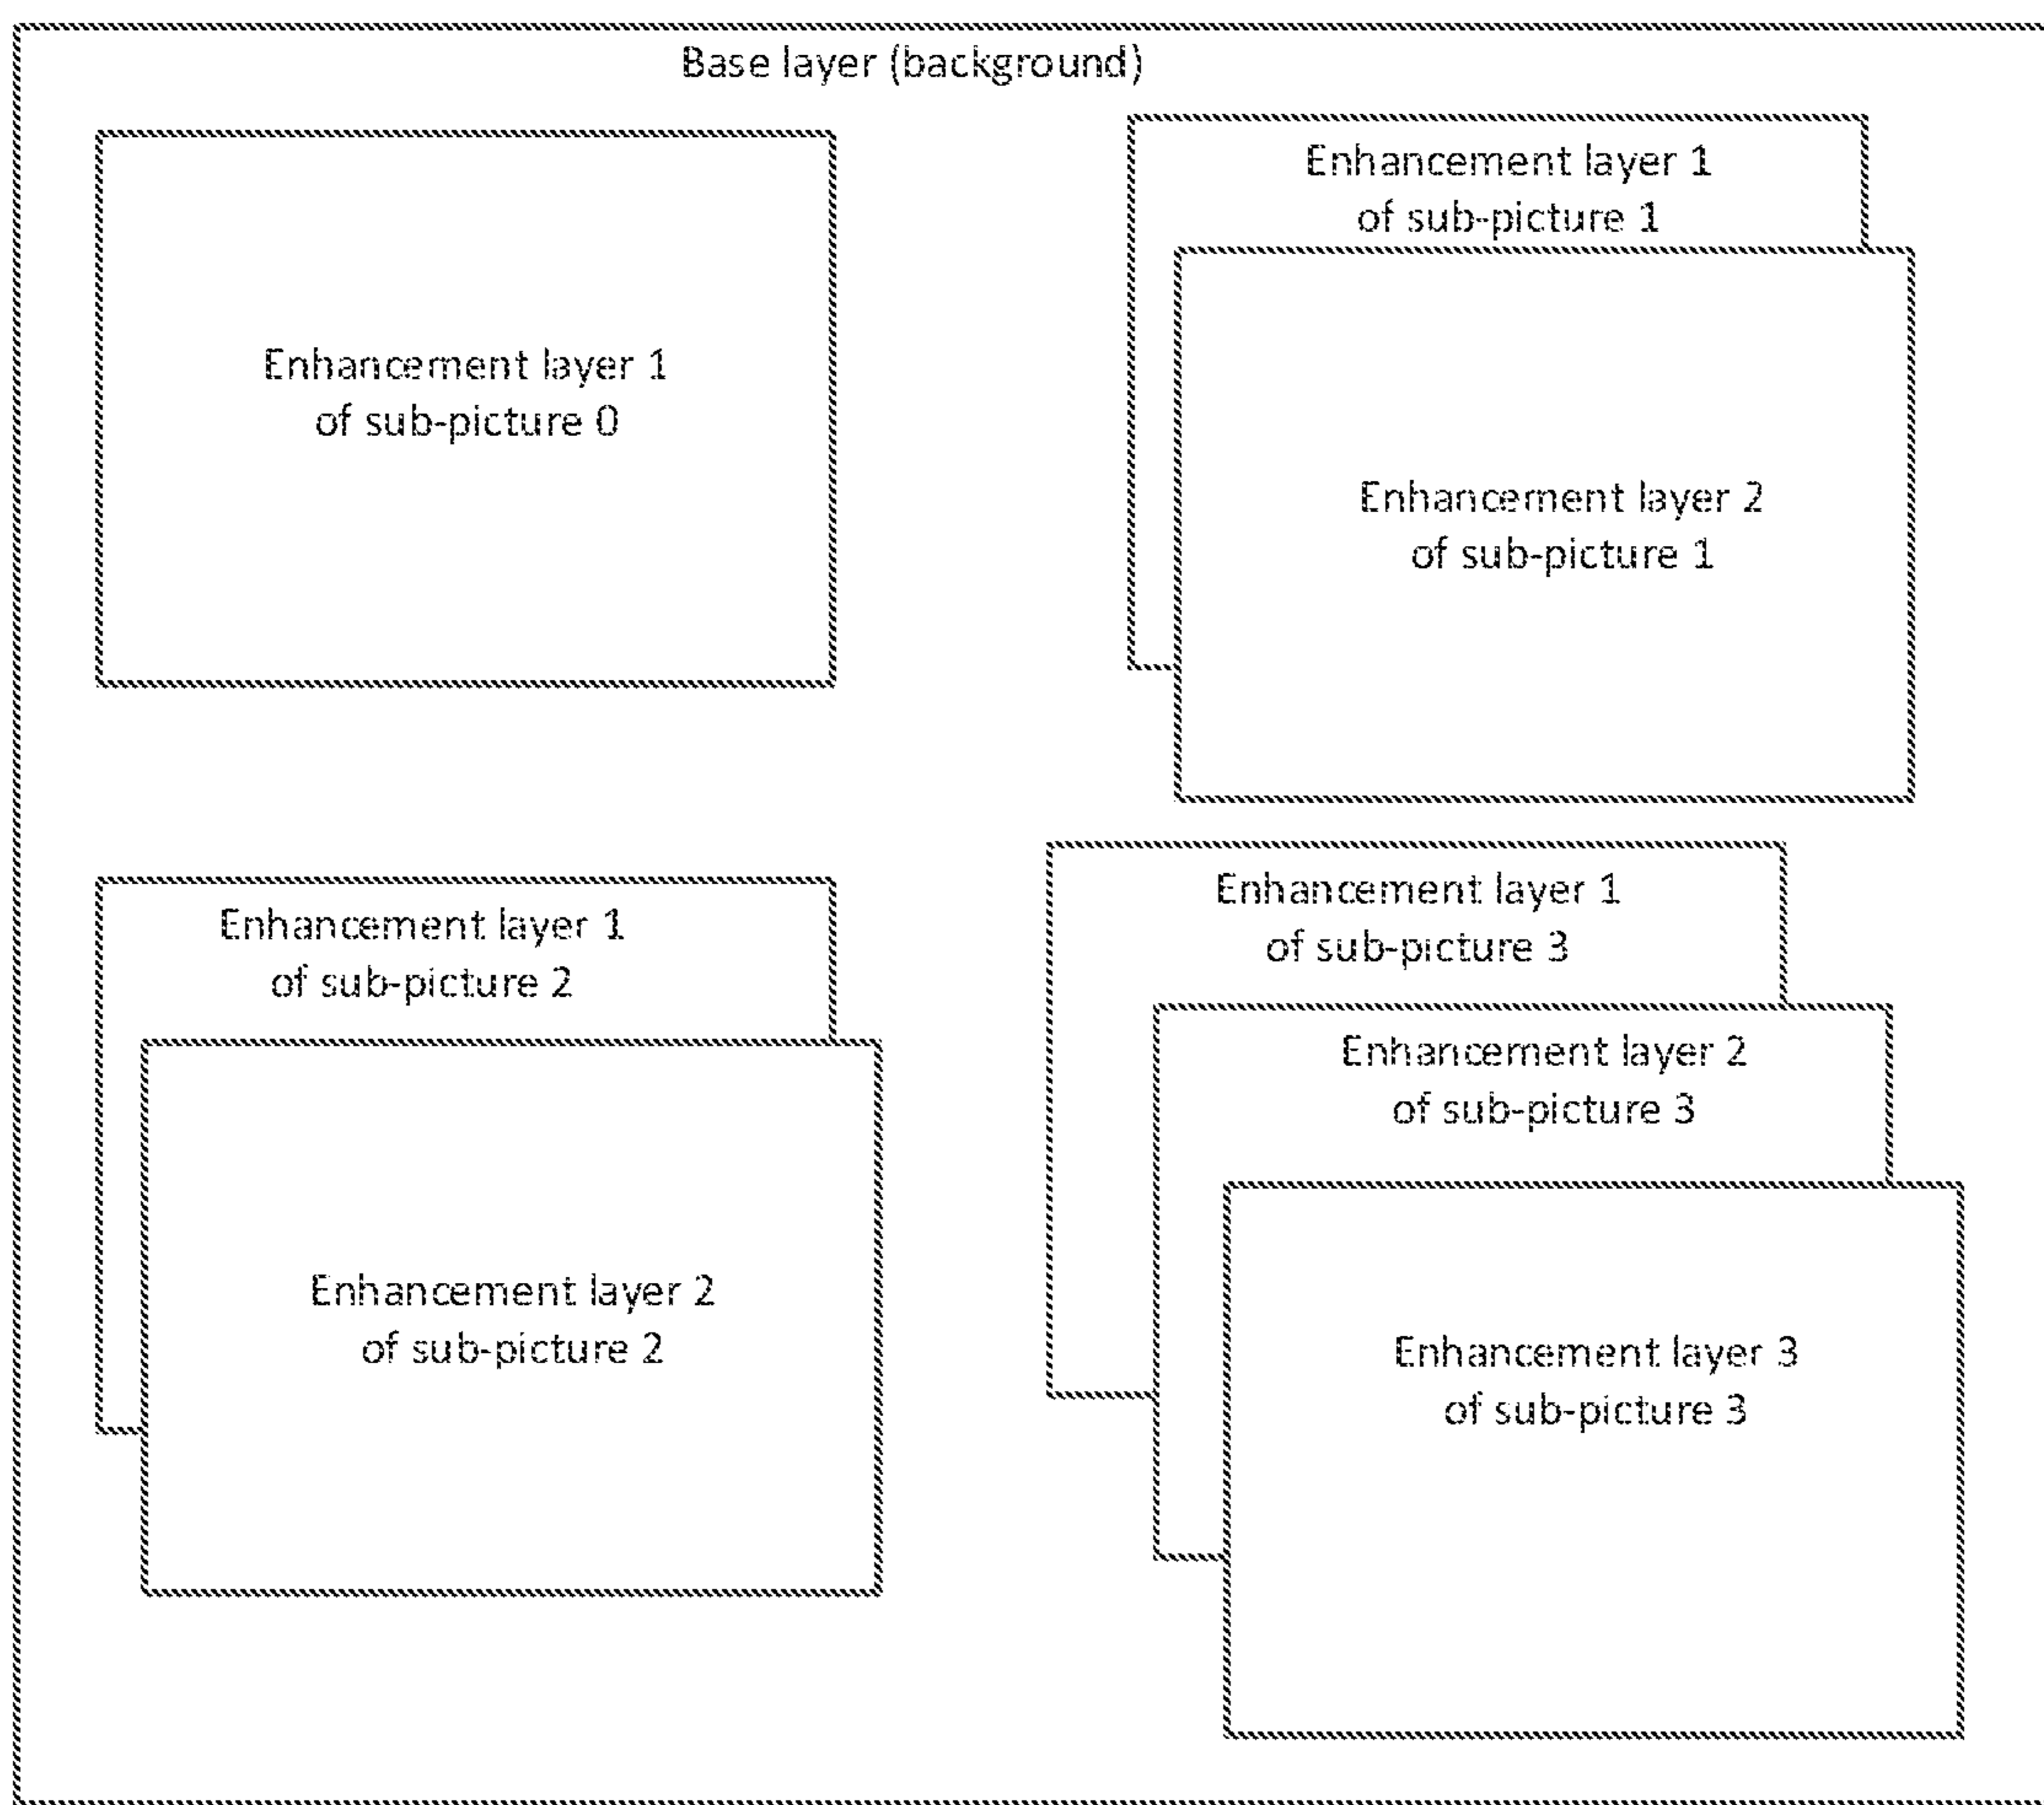 Base layer (background)
Enhancement layer 1
of sub-picture 0
Enhancement layer 1
of sub-picture 1
Enhancement layer 2
of sub-picture 1
Enhancement layer 1
of sub-picture 2
Enhancement layer 2
of sub-picture 2
Enhancement layer 1
of sub-picture 3
Enhancement layer 2
of sub-picture 3
Enhancement layer 3
of sub-picture 3